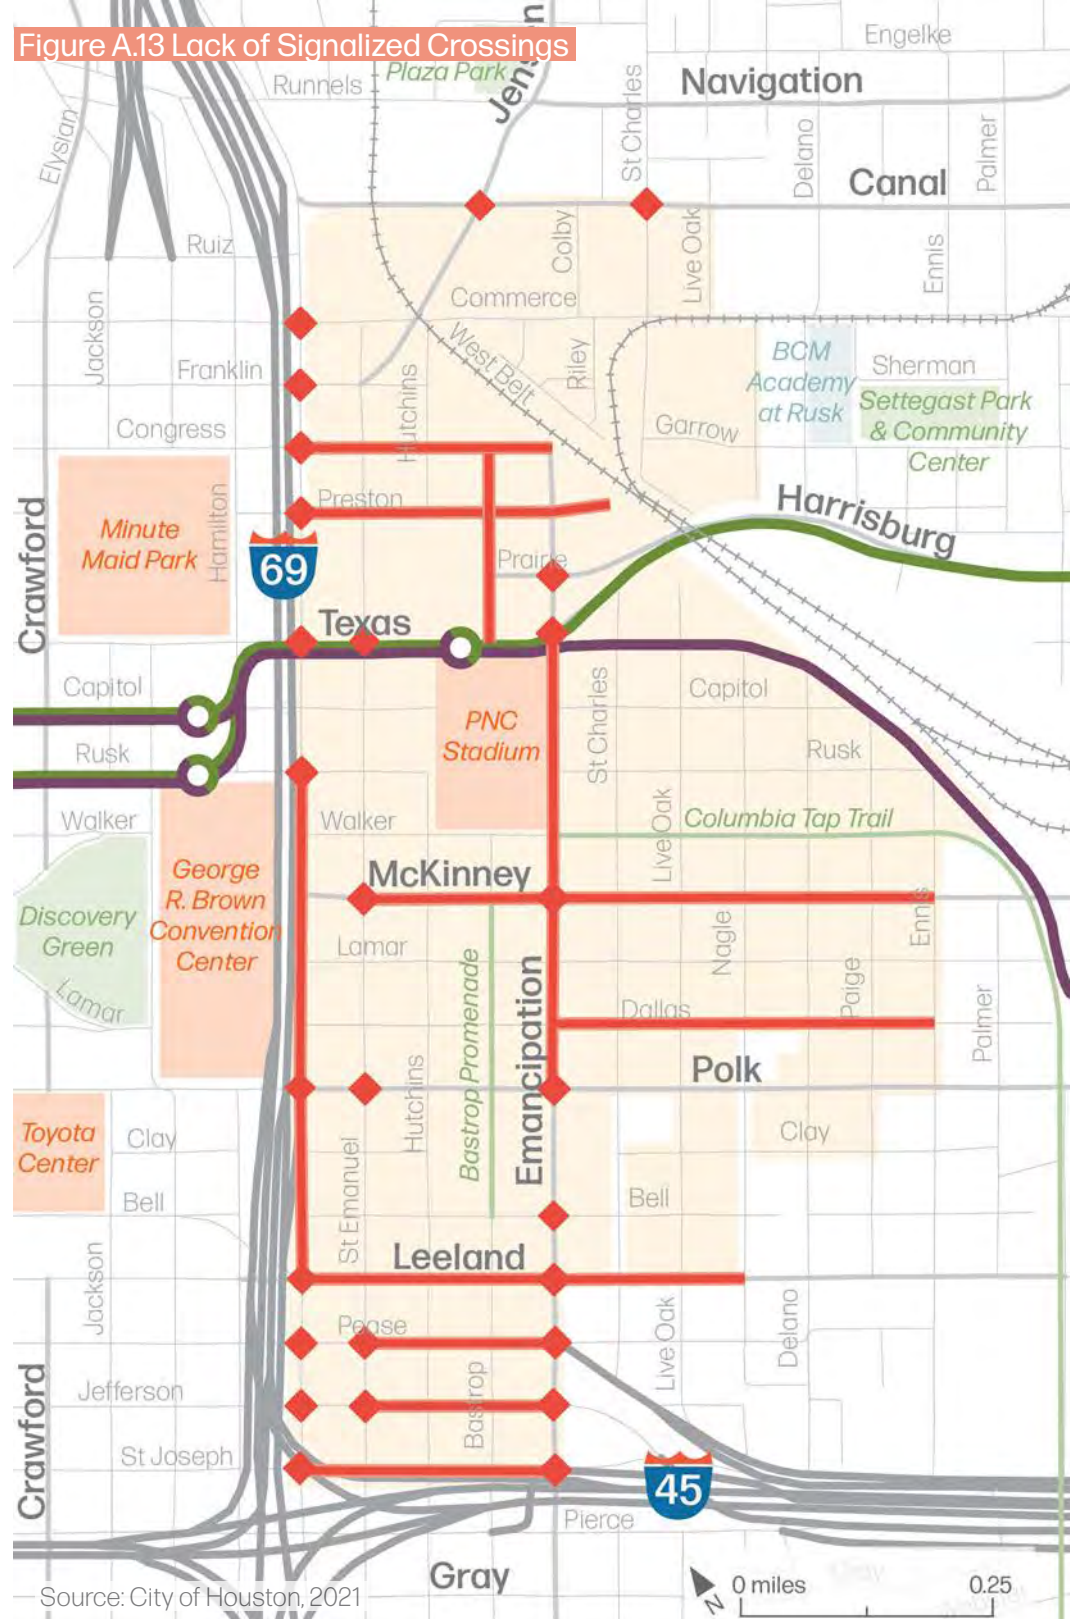 Figure A.13 Lack of Signalized Crossings
Engelke
Plaza Park
Runnels
Navigation
Elysian
St Charles
Delano
Palmer
Canal
Ruiz
Colby
Live Oak
Ennis
Commerce
Jackson
West Belt
Riley
BCM
Academy
at Rusk
Sherman
Franklin
Hutchins
Settegast Park
& Community
Center
Congress
Garrow
Crawford
Minute
Maid Park
Hamilton
Preston
Harrisburg
69
Prairie
Texas
Capitol
St Charles
Capitol
PNC
Stadium
Rusk
Rusk
Walker
Walker
Live Oak
Columbia Tap Trail
George
R. Brown
Convention
Center
McKinney
Discovery
Green
Lamar
Lamar
Nagle
Ennis
Bastrop Promenade
Emancipation
Dallas
Paige
Palmer
Polk
Hutchins
Toyota
Center
Clay
Clay
St Emanuel
Bell
Bell
Leeland
Jackson
Pease
Live Oak
Delano
Crawford
Jefferson
Bastrop
St Joseph
45
Pierce
Gray
N
0 miles
0.25
Source: City of Houston, 2021